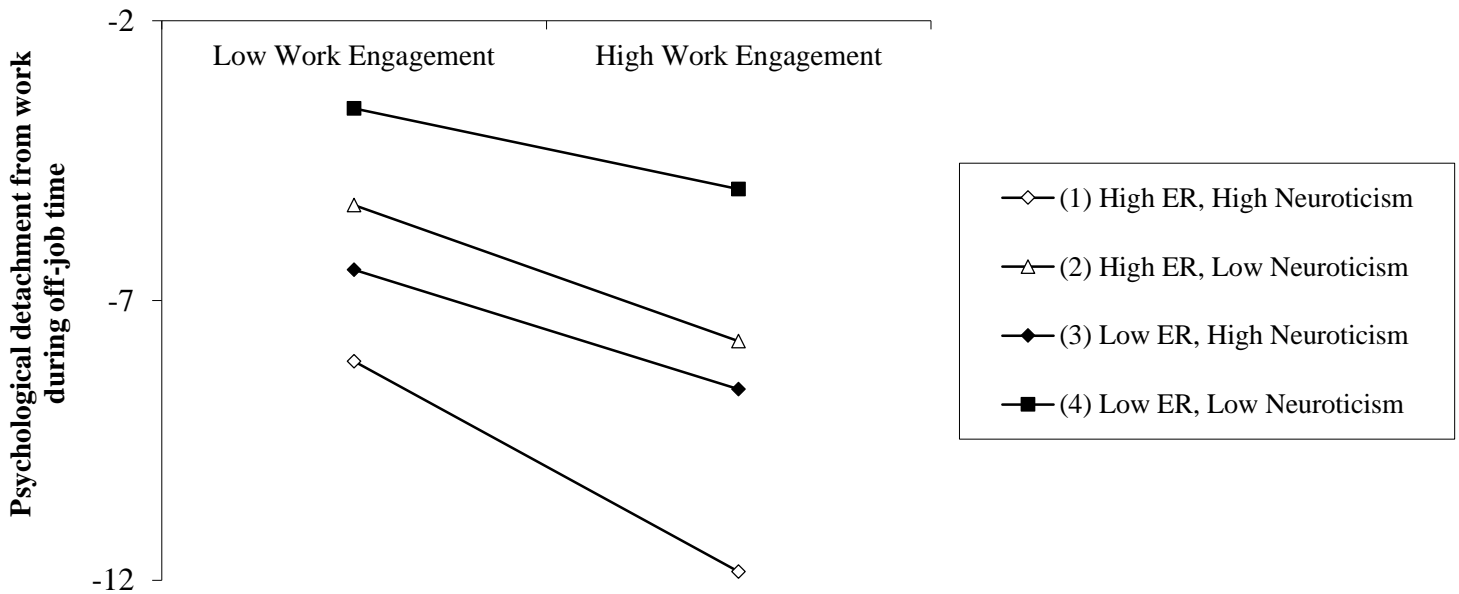 Psychological detachment from work
during off-job time
-2
-7
-12
Low Work Engagement
High Work Engagement
(1) High ER, High Neuroticism
(2) High ER, Low Neuroticism
(3) Low ER, High Neuroticism
(4) Low ER, Low Neuroticism